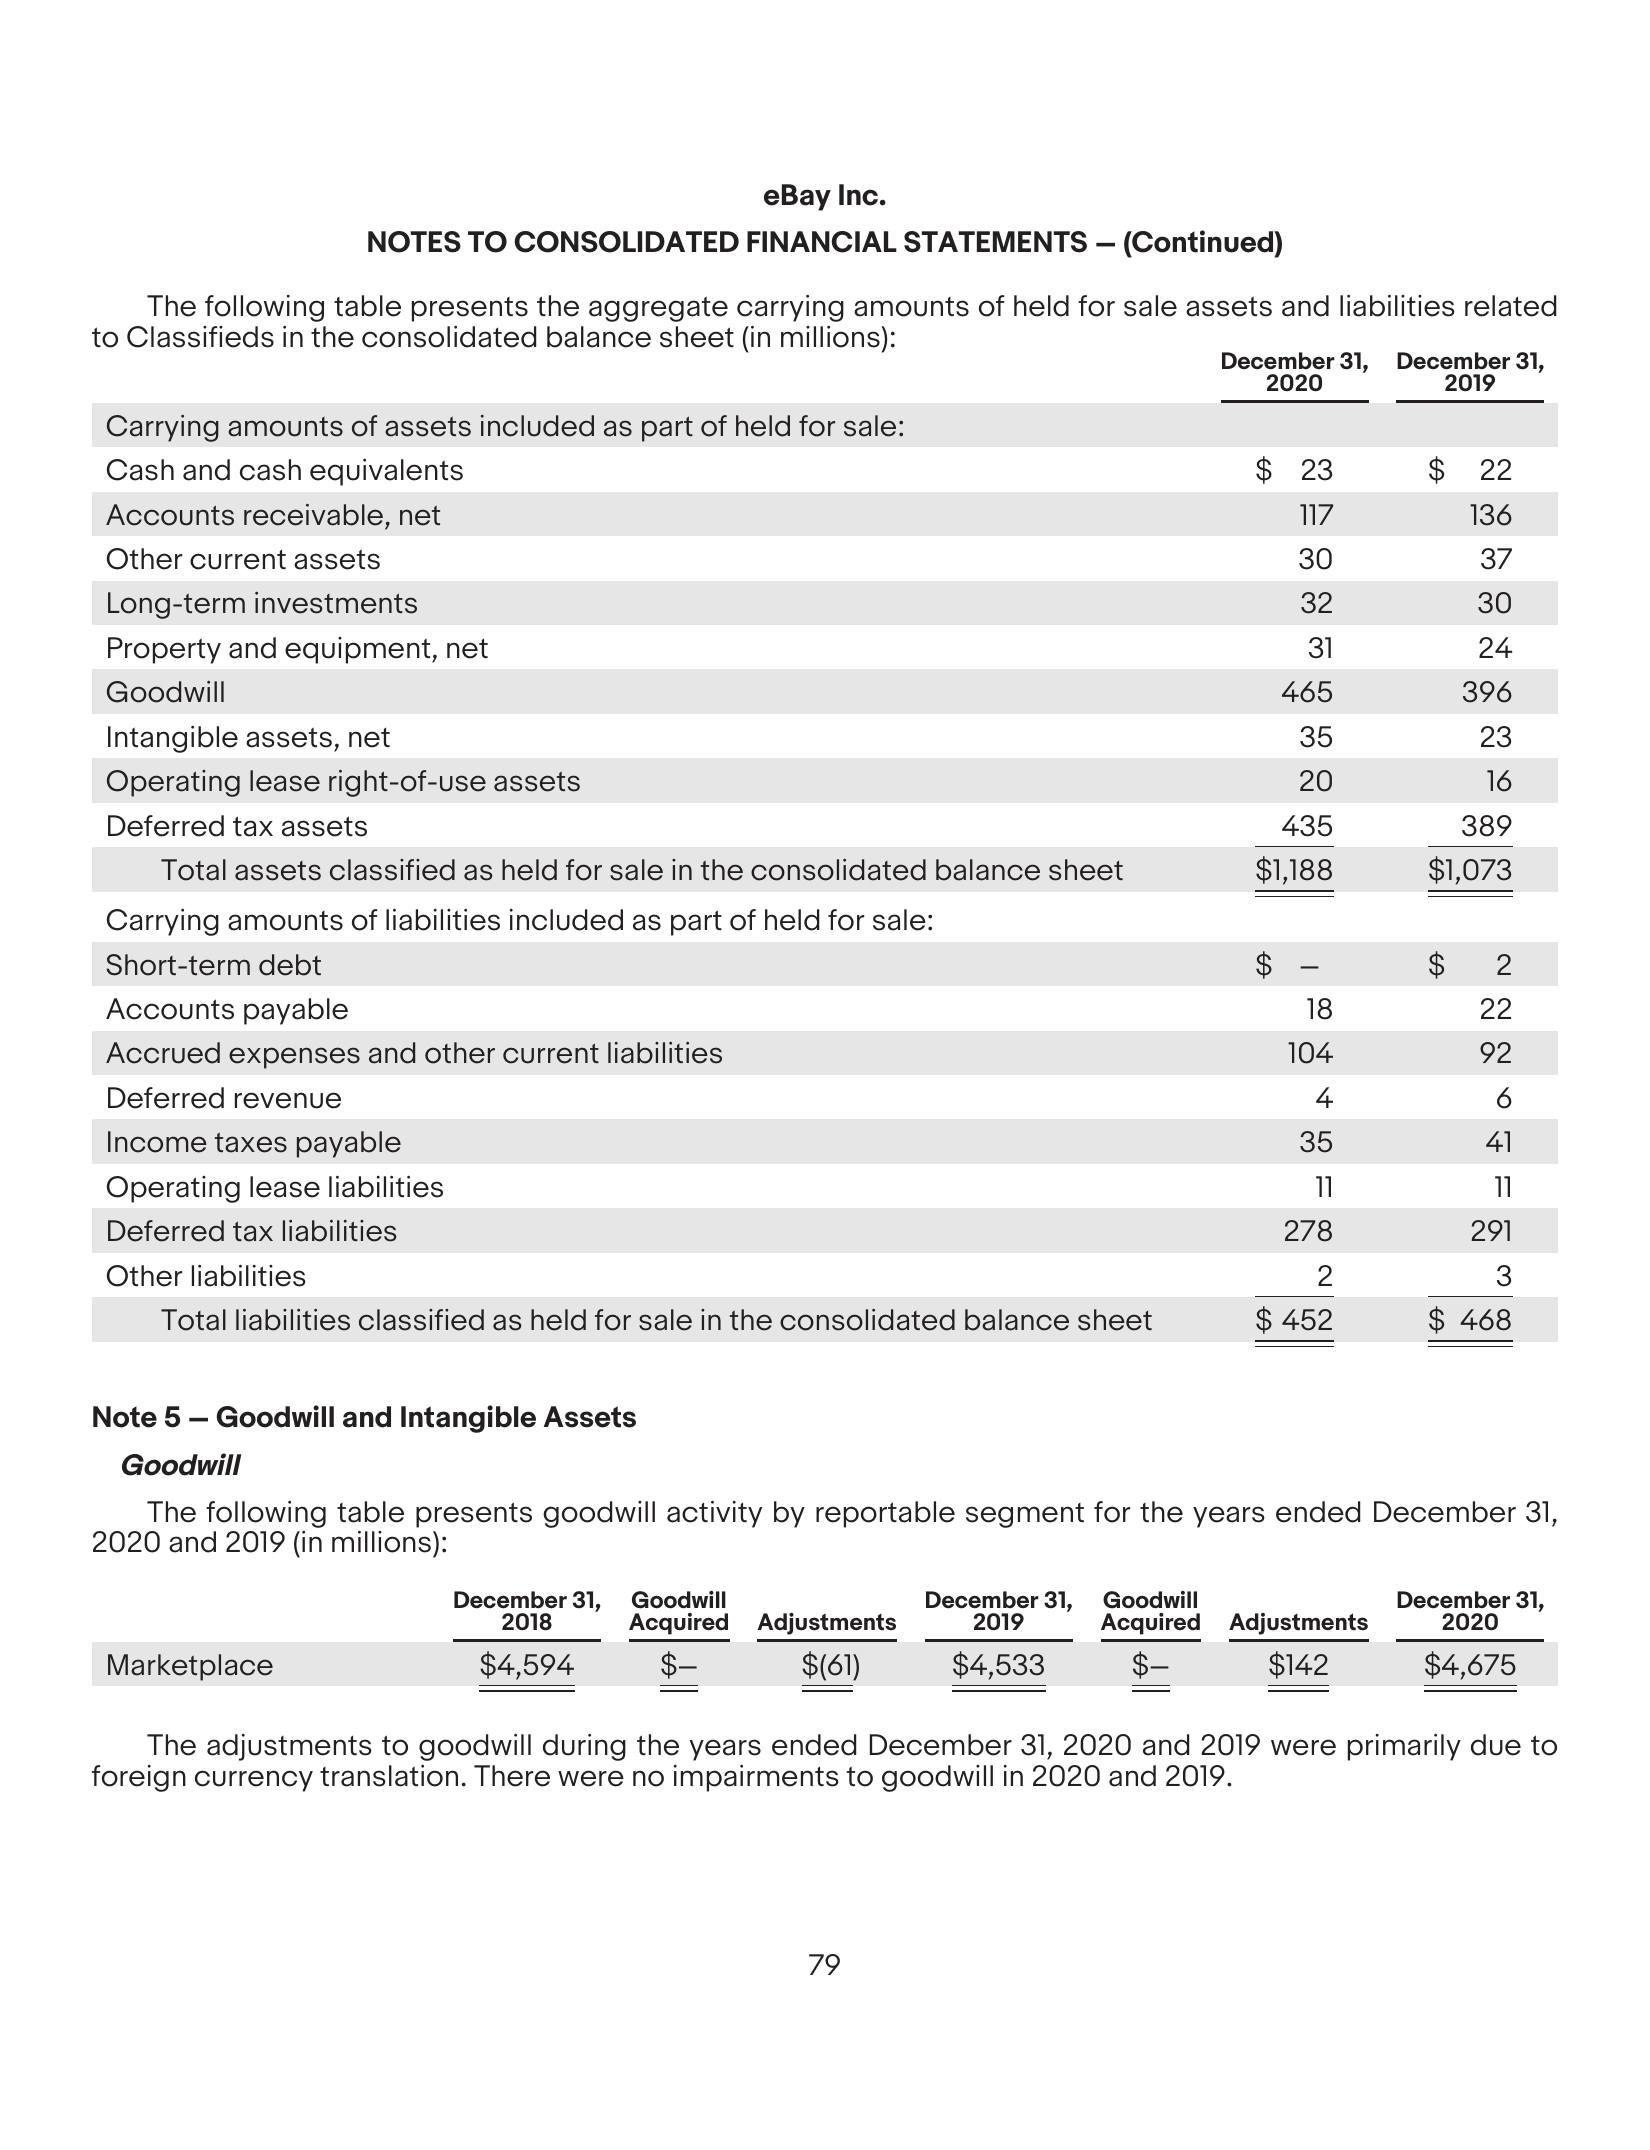 eBay Inc.
NOTES TO CONSOLIDATED FINANCIAL STATEMENTS — (Continued)
The following table presents the aggregate carrying amounts of held for sale assets and liabilities related
to Classifieds in the consolidated balance sheet (in millions):
December 31, December 31,
2020 2019
Carrying amounts of assets included as part of held for sale:
Cash and cash equivalents $ 23 $ 22
Accounts receivable, net 117 136
Other current assets 30 37
Long-term investments 32 30
Property and equipment, net 31 24
Goodwill 465 396
Intangible assets, net 35 23
Operating lease right-of-use assets 20 16
Deferred tax assets 435 389
Total assets classified as held for sale in the consolidated balance sheet $1,188 $1,073
Carrying amounts of liabilities included as part of held for sale:
Short-term debt $ — $ 2
Accounts payable 18 22
Accrued expenses and other current liabilities 104 92
Deferred revenue 4 6
Income taxes payable 35 41
Operating lease liabilities 11 11
Deferred tax liabilities 278 291
Other liabilities 2 3
Total liabilities classified as held for sale in the consolidated balance sheet $ 452 $ 468
Note 5 — Goodwill and Intangible Assets
Goodwill
The following table presents goodwill activity by reportable segment for the years ended December 31,
2020 and 2019 (in millions):
December 31, Goodwill December 31, Goodwill December 31,
2018 Acquired Adjustments 2019 Acquired Adjustments 2020
Marketplace $4,594 $— $(61) $4,533 $— $142 $4,675
The adjustments to goodwill during the years ended December 31, 2020 and 2019 were primarily due to
foreign currency translation. There were no impairments to goodwill in 2020 and 2019.
79